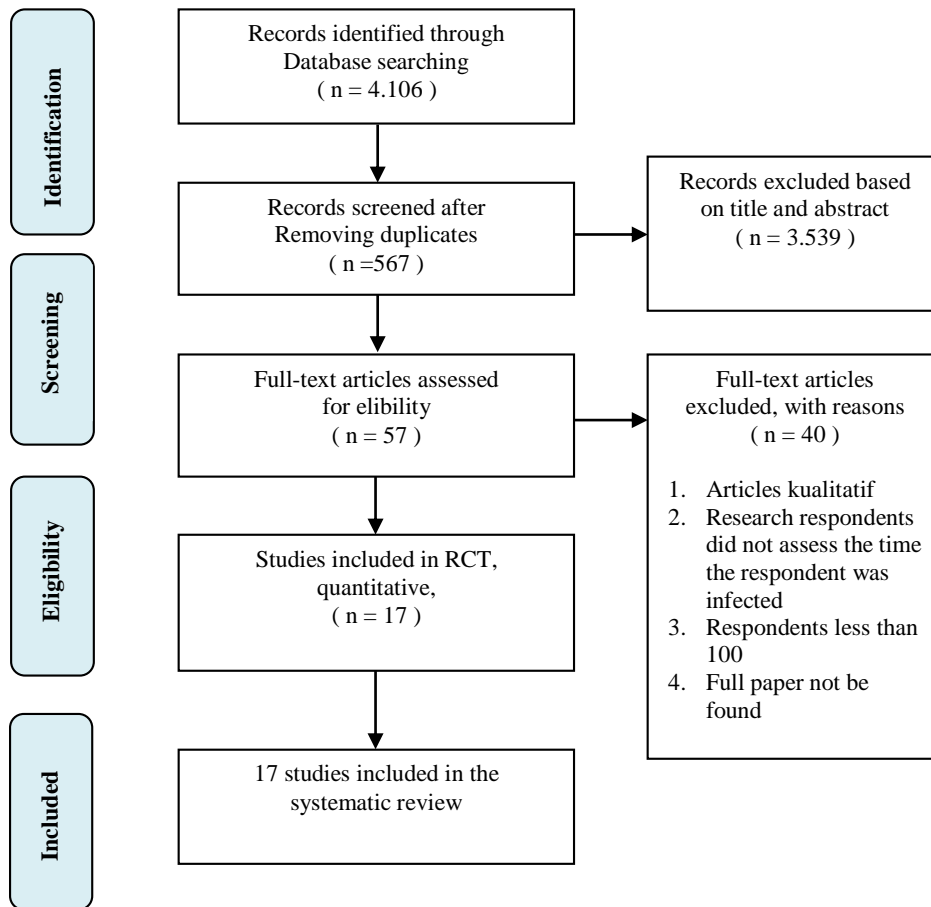 Identification
Records identified through
Database searching
( n = 4.106 )
Records screened after
Removing duplicates
( n =567 )
Records excluded based
on title and abstract
( n = 3.539 )
Screening
Full-text articles assessed
for elibility
( n = 57 )
Full-text articles
excluded, with reasons
( n = 40 )
1. Articles kualitatif
2. Research respondents
did not assess the time
the respondent was
infected
3. Respondents less than
100
4. Full paper not be
found
Eligibility
Studies included in RCT,
quantitative,
( n = 17 )
Included
17 studies included in the
systematic review